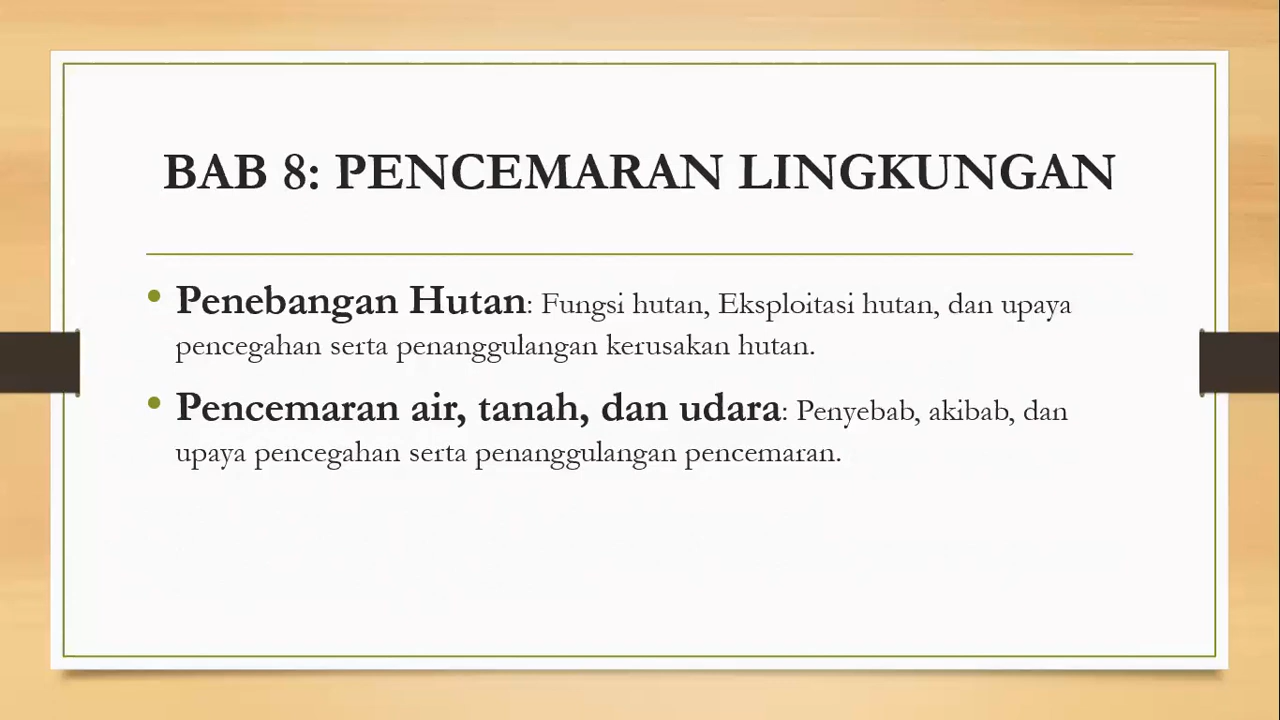 BAB 8: PENCEMARAN LINGKUNGAN
• Penebangan Hutan: Fungsi hutan, Eksploitasi hutan, dan upaya
pencegahan serta penanggulangan kerusakan hutan.
• Pencemaran air, tanah, dan udara: Penyebab, akibab, dan
upaya pencegahan serta penanggulangan pencemaran.